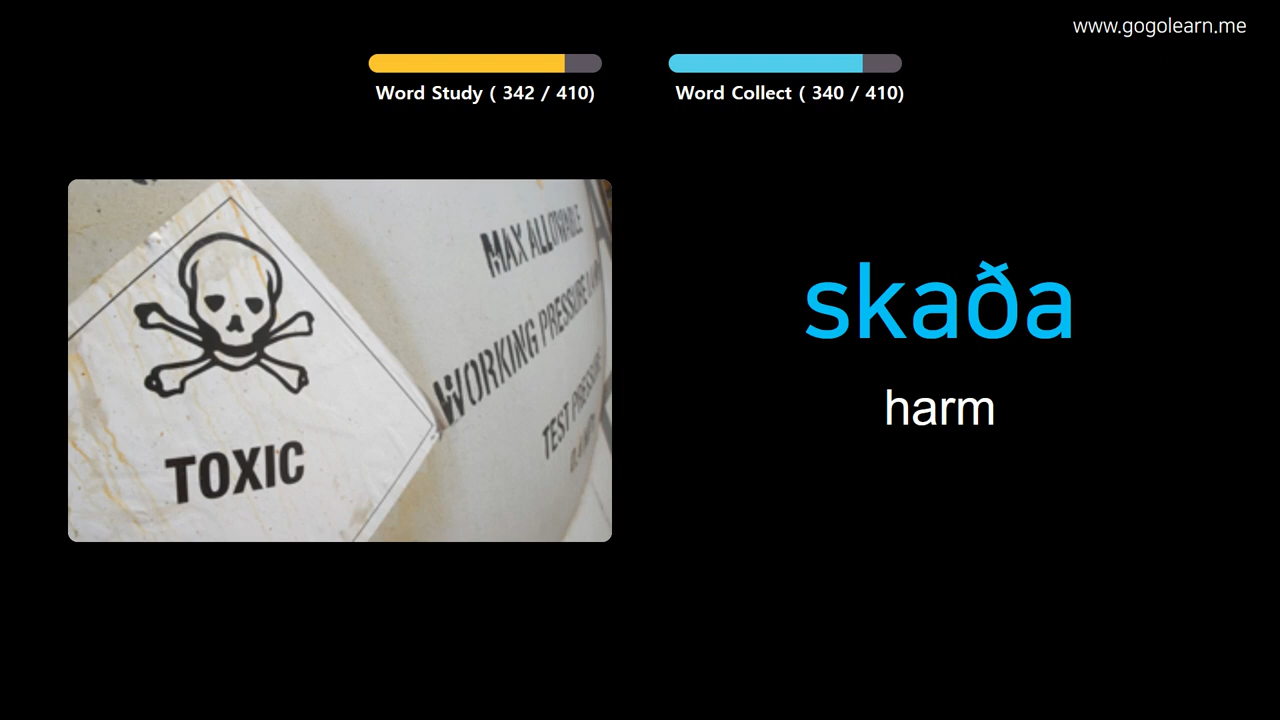 www.gogolearn.me
Word Study ( 342 / 410)
Word Collect ( 340 / 410)
TOXIC
MAX ALLOWABLE
WORKING PRESSURE
TEST PRESSURE
skaða
harm